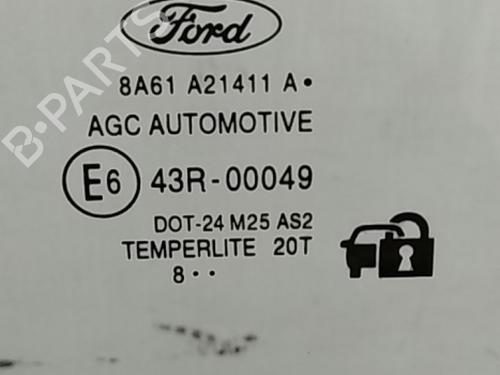 B-PARTS
Ford
8A61 A21411 A•
AGC AUTOMOTIVE
E6 43R-00049
DOT-24 M25 AS2
TEMPERLITE 20T
8••